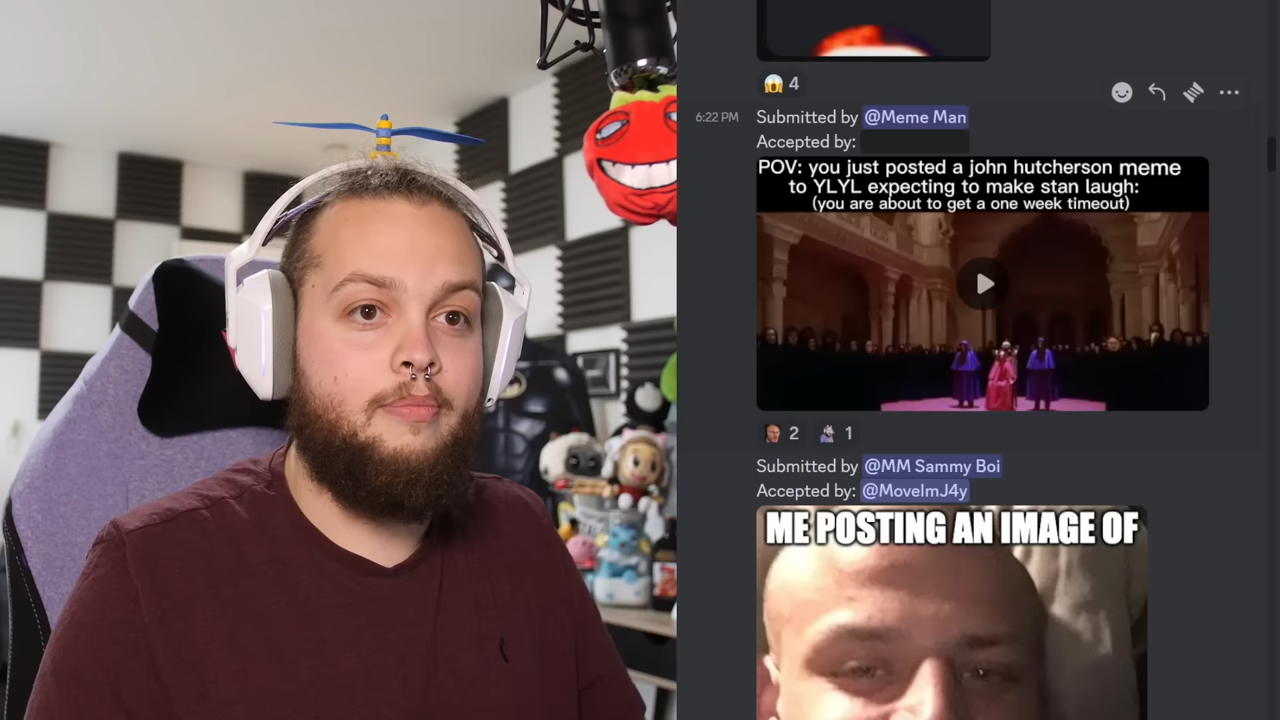 4
6:22 PM
Submitted by @Meme Man
Accepted by:
POV: you just posted a john hutcherson meme
to YLYL expecting to make stan laugh:
(you are about to get a one week timeout)
2
1
Submitted by @MM Sammy Boi
Accepted by: @MovelmJ4y
ME POSTING AN IMAGE OF